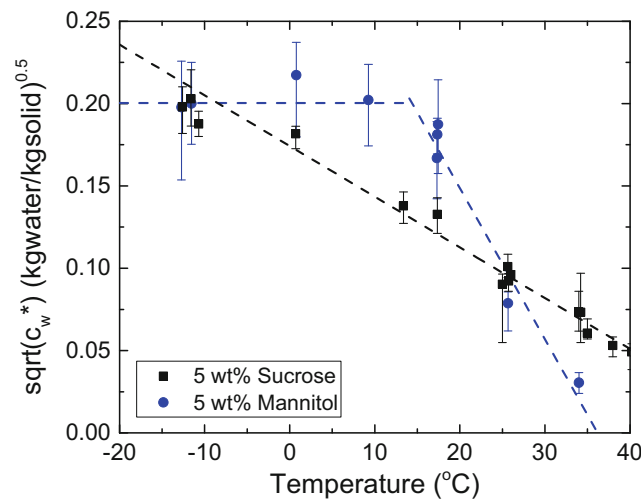 sqrt(c_w*) (kgwater/kgsolid)^0.5
0.25
0.20
0.15
0.10
0.05
0.00
5 wt% Sucrose
5 wt% Mannitol
-20 -10 0 10 20 30 40
Temperature (°C)